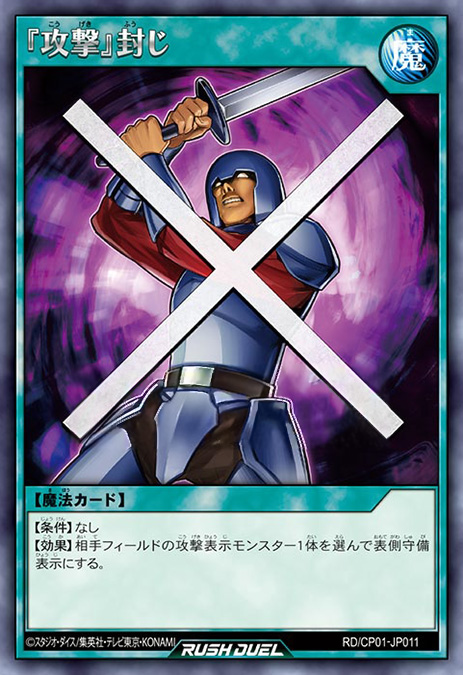 『攻撃』封じ
魔
【魔法カード】
【条件】なし
【効果】相手フィールドの攻撃表示モンスター1体を選んで表側守備
表示にする。
©スタジオ・ダイス/集英社・テレビ東京・KONAMI
RUSH DUEL
RD/CP01-JP011